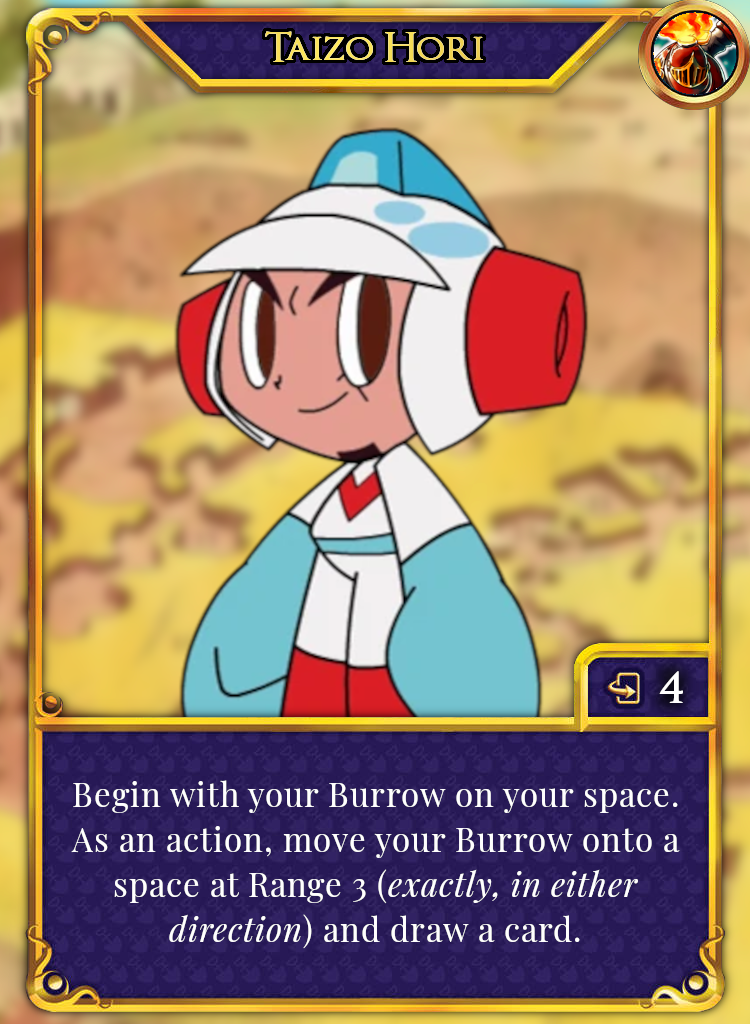 Taizo Hori
4
Begin with your Burrow on your space.
As an action, move your Burrow onto a
space at Range 3 (exactly, in either
direction) and draw a card.